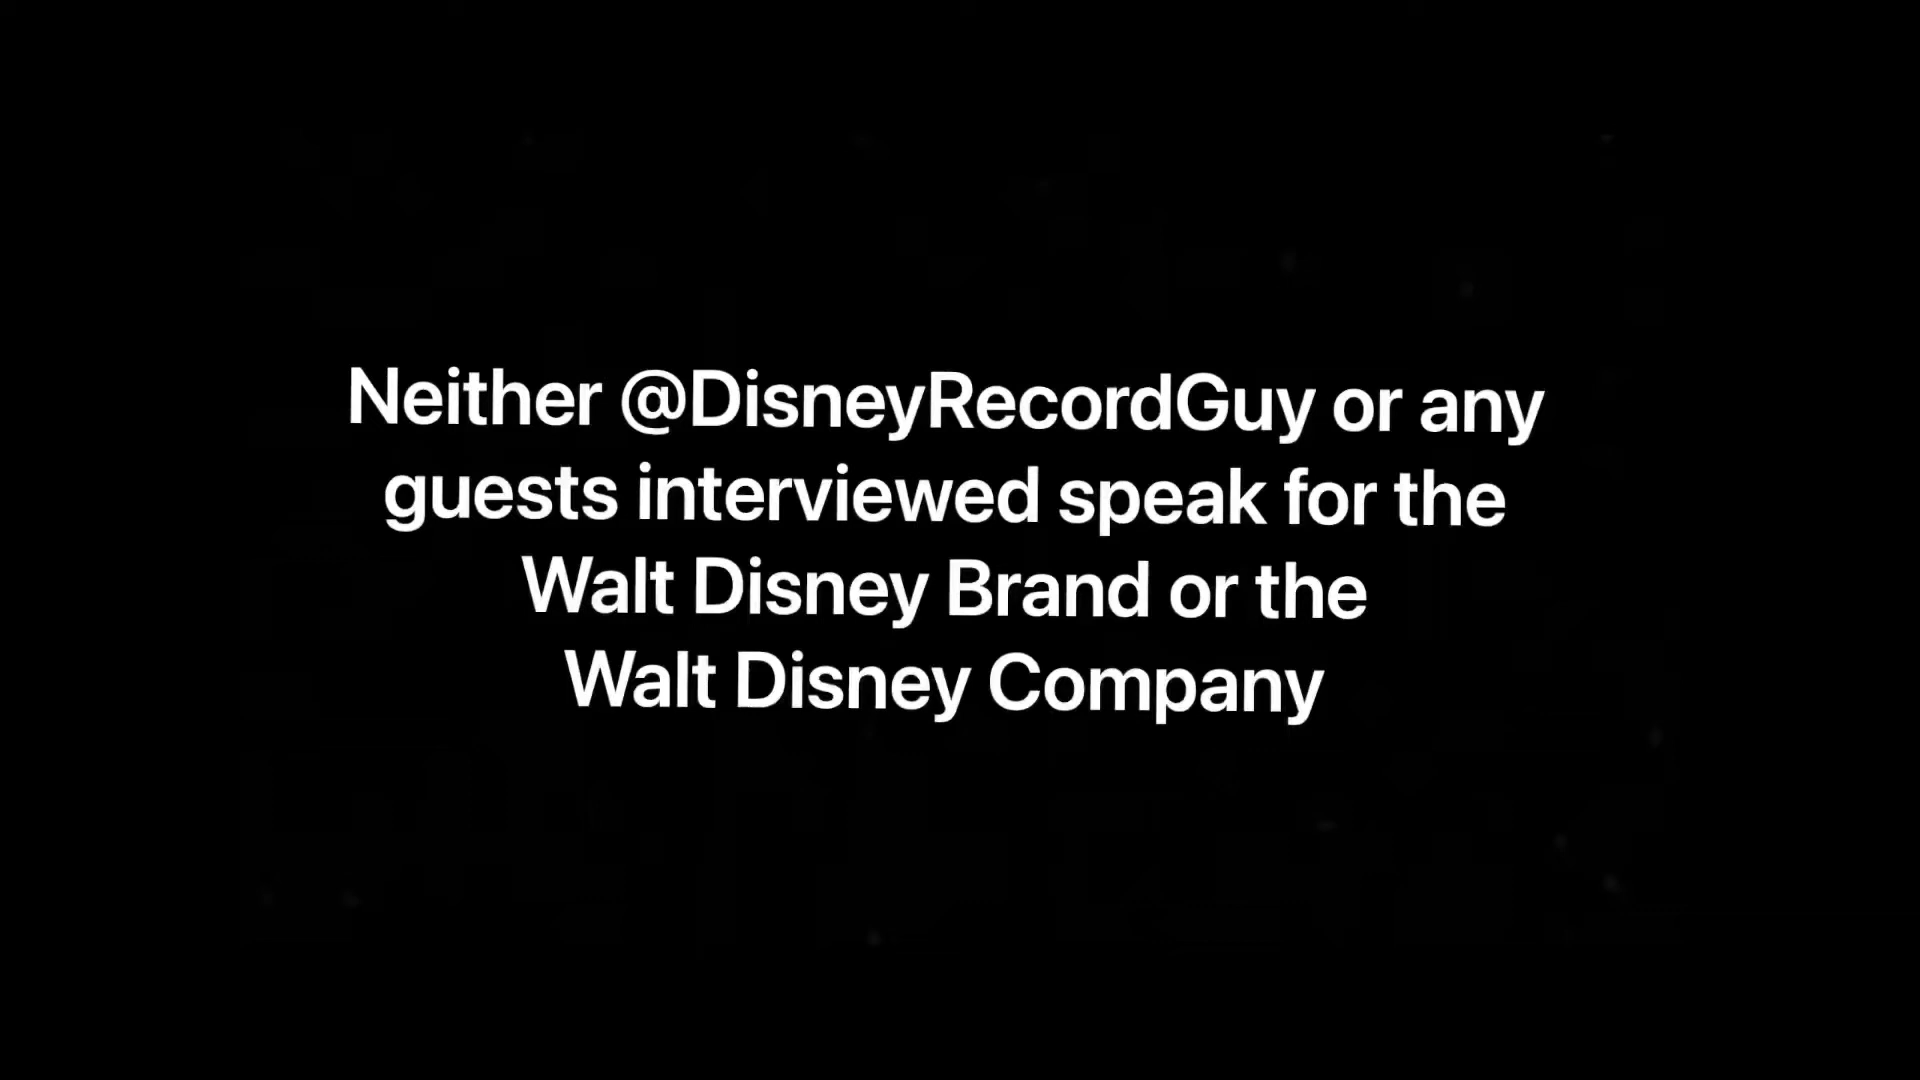 Neither @DisneyRecordGuy or any
guests interviewed speak for the
Walt Disney Brand or the
Walt Disney Company